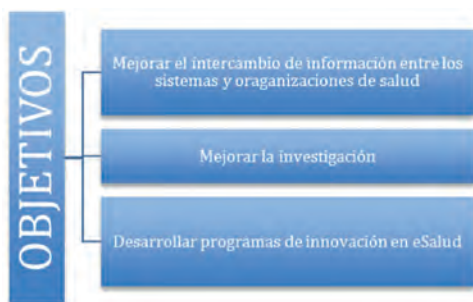 OBJETIVOS
Mejorar el intercambio de información entre los
sistemas y oraganizaciones de salud
Mejorar la investigación
Desarrollar programas de innovación en eSalud